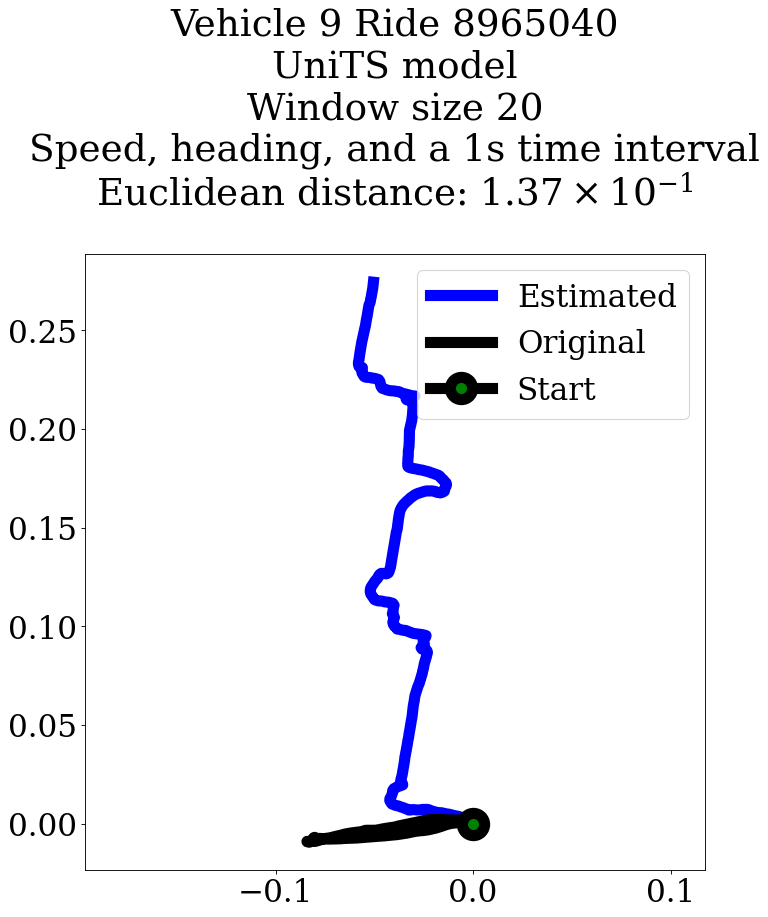 Vehicle 9 Ride 8965040
UniTS model
Window size 20
Speed, heading, and a 1s time interval
Euclidean distance: 1.37 × 10⁻¹
Estimated
Original
Start
0.25
0.20
0.15
0.10
0.05
0.00
−0.1
0.0
0.1